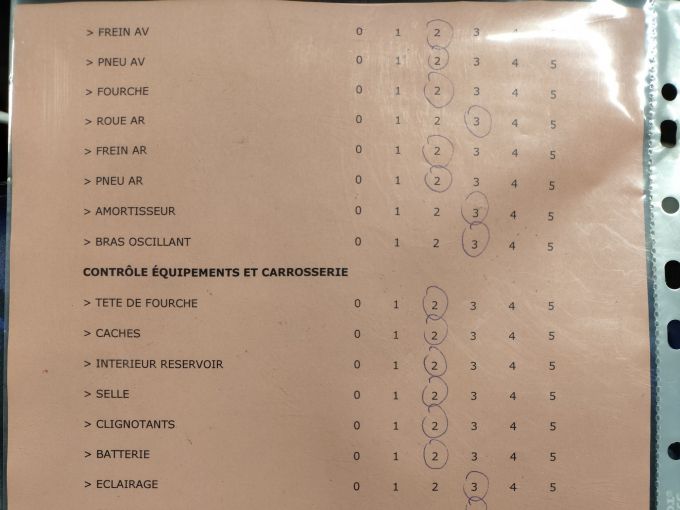 > FREIN AV 0 1 2 3
> PNEU AV 0 1 2 3 4 5
> FOURCHE 0 1 2 3 4 5
> ROUE AR 0 1 2 3 4 5
> FREIN AR 0 1 2 3 4 5
> PNEU AR 0 1 2 3 4 5
> AMORTISSEUR 0 1 2 3 4 5
> BRAS OSCILLANT 0 1 2 3 4 5
CONTRÔLE ÉQUIPEMENTS ET CARROSSERIE
> TETE DE FOURCHE 0 1 2 3 4 5
> CACHES 0 1 2 3 4 5
> INTERIEUR RESERVOIR 0 1 2 3 4 5
> SELLE 0 1 2 3 4 5
> CLIGNOTANTS 0 1 2 3 4 5
> BATTERIE 0 1 2 3 4 5
> ECLAIRAGE 0 1 2 3 4 5